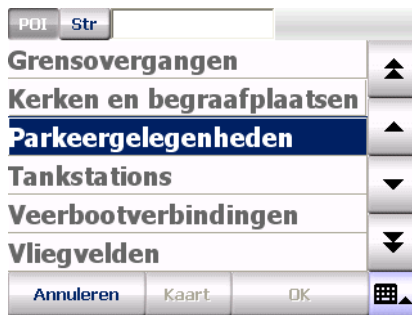 POI Str
Grensovergangen
Kerken en begraafplaatsen
Parkeergelegenheden
Tankstations
Veerbootverbindingen
Vliegvelden
Annuleren Kaart OK